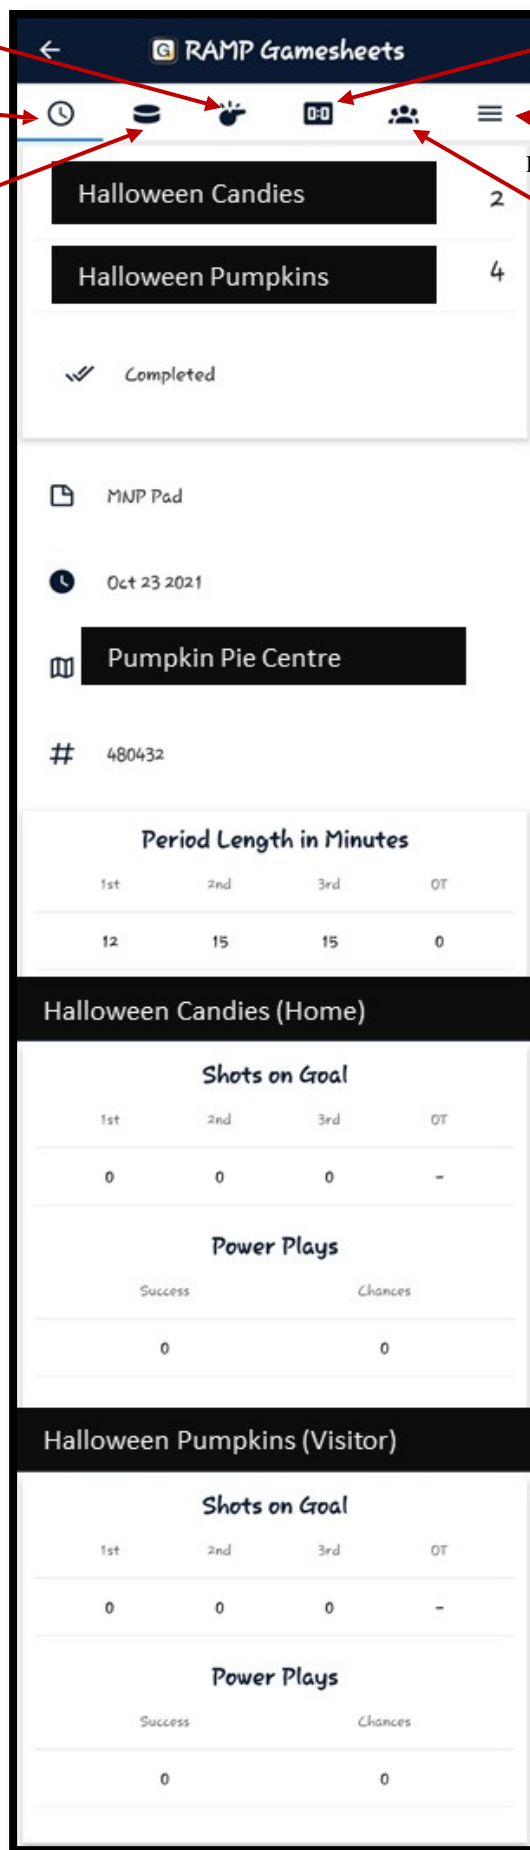 G RAMP Gamesheets
0:0
Halloween Candies 2
Halloween Pumpkins 4
Completed
MNP Pad
Oct 23 2021
Pumpkin Pie Centre
# 480432
Period Length in Minutes
1st 2nd 3rd OT
12 15 15 0
Halloween Candies (Home)
Shots on Goal
1st 2nd 3rd OT
0 0 0 -
Power Plays
Success Chances
0 0
Halloween Pumpkins (Visitor)
Shots on Goal
1st 2nd 3rd OT
0 0 0 -
Power Plays
Success Chances
0 0